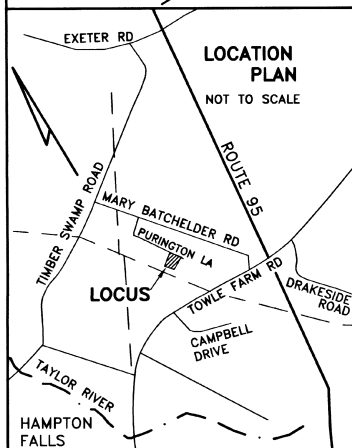 EXETER RD
LOCATION
PLAN
NOT TO SCALE
ROUTE 95
TIMBER SWAMP ROAD
MARY BATCHELDER RD
PURINGTON LA
LOCUS
TOWLE FARM RD
DRAKESIDE
ROAD
CAMPBELL
DRIVE
TAYLOR RIVER
HAMPTON
FALLS